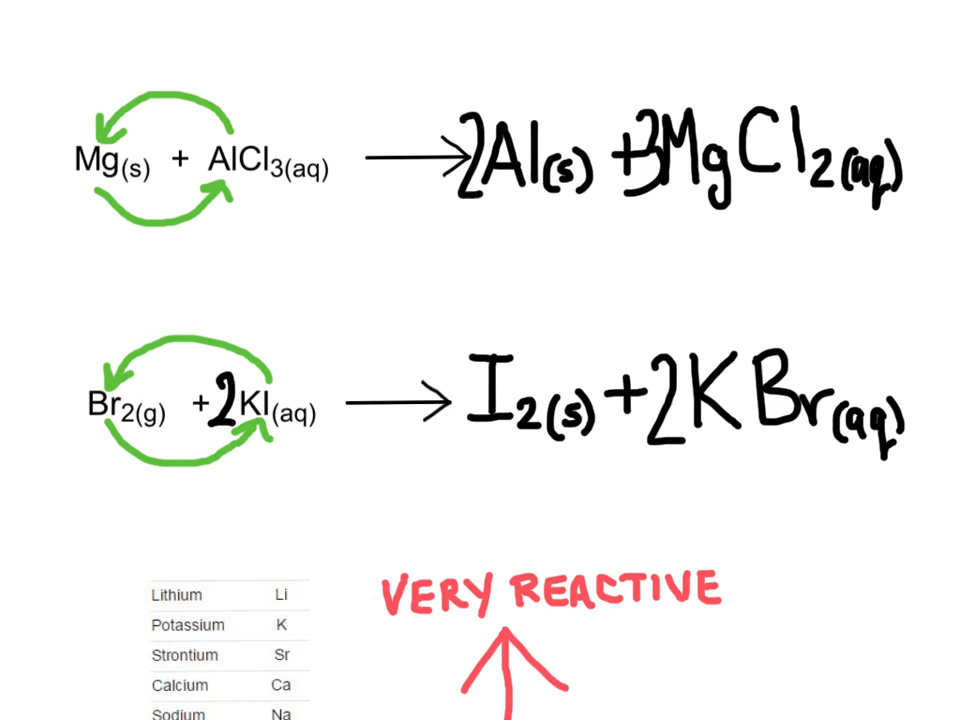 Mg(s) + AlCl3(aq) → 2Al(s) + 3MgCl2(aq)
Br2(g) + 2KI(aq) → I2(s) + 2KBr(aq)
VERY REACTIVE
Lithium Li
Potassium K
Strontium Sr
Calcium Ca
Sodium Na